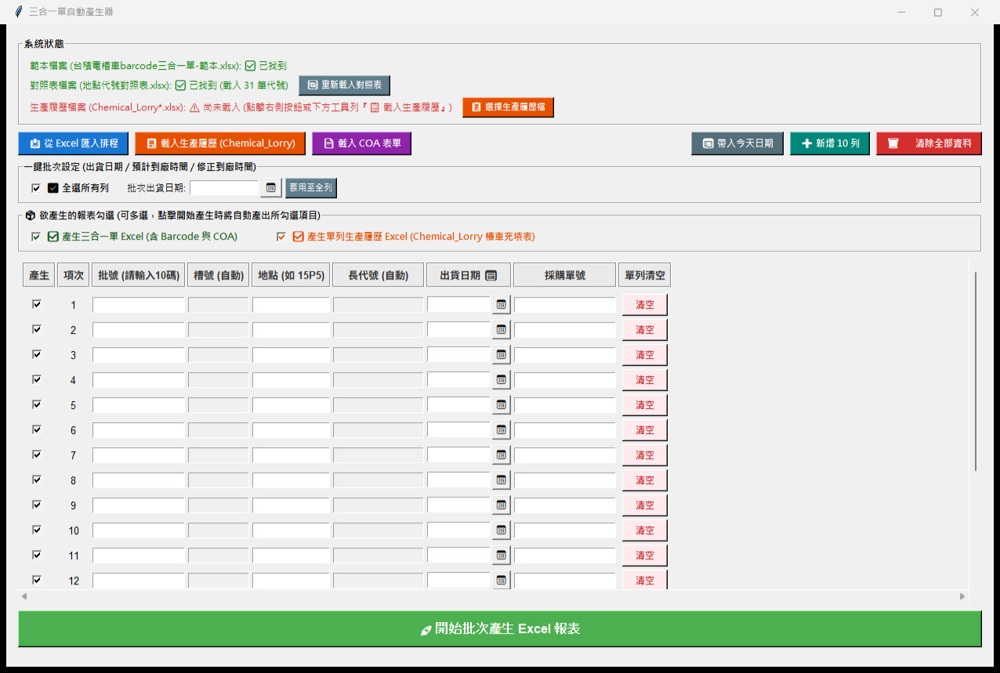 三合一單自動產生器
系統狀態
範本檔案 (台積電槽車barcode三合一單-範本.xlsx): ☑ 已找到
對照表檔案 (地點代號對照表.xlsx): ☑ 已找到 (載入 31 筆代號) 重新載入對照表
生產履歷檔案 (Chemical_Lorry*.xlsx): ⚠ 尚未載入 (點擊右側按鈕或下方工具列『📋 載入生產履歷』) 選擇生產履歷檔
從 Excel 匯入排程 載入生產履歷 (Chemical_Lorry) 載入 COA 表單 帶入今天日期 ➕ 新增 10 列 清除全部資料
一鍵批次設定 (出貨日期 / 預計到廠時間 / 修正到廠時間)
全選所有列 批次出貨日期: 套用至全列
欲產生的報表勾選 (可多選，點擊開始產生時將自動產出所勾選項目)
產生三合一單 Excel (含 Barcode 與 COA) 產生單列生產履歷 Excel (Chemical_Lorry 槽車充填表)
產生 項次 批號 (請輸入10碼) 槽號 (自動) 地點 (如 15P5) 長代號 (自動) 出貨日期 採購單號 單列清空
1 清空
2 清空
3 清空
4 清空
5 清空
6 清空
7 清空
8 清空
9 清空
10 清空
11 清空
12 清空
開始批次產生 Excel 報表